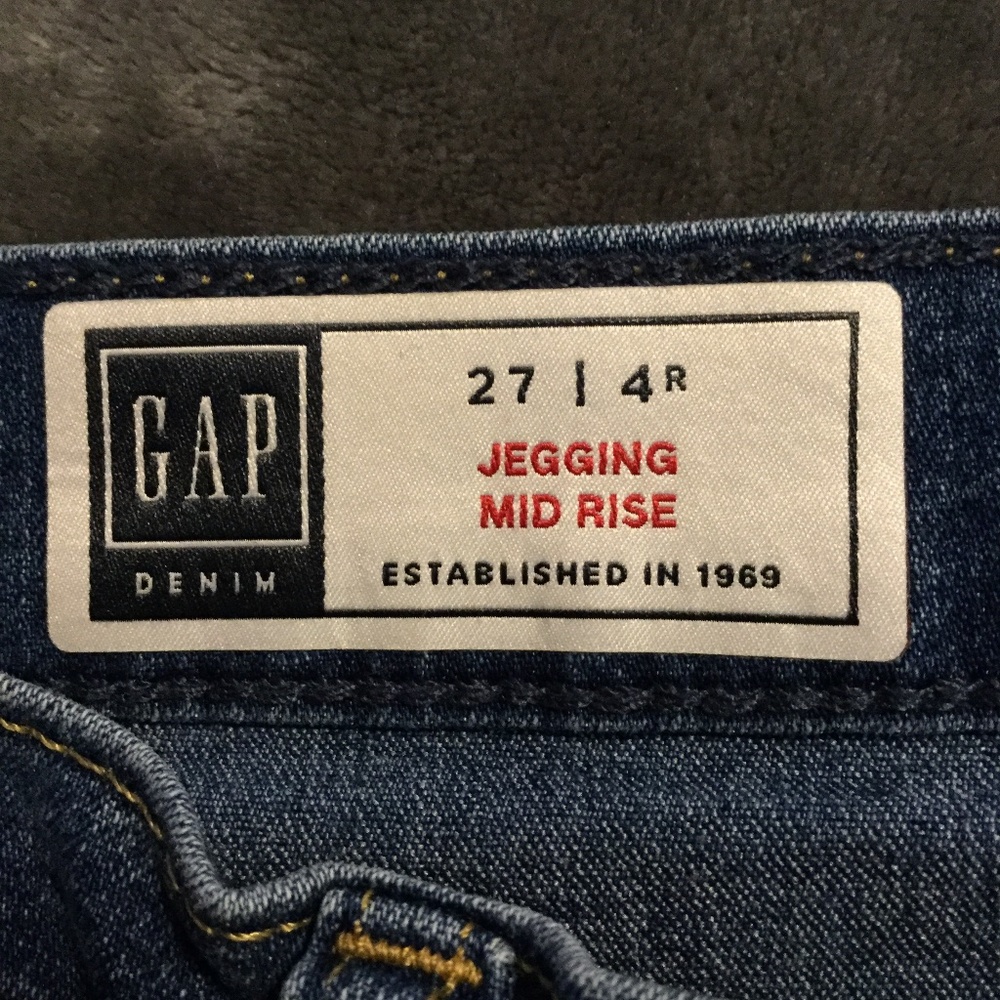 GAP
DENIM
27 | 4R
JEGGING
MID RISE
ESTABLISHED IN 1969